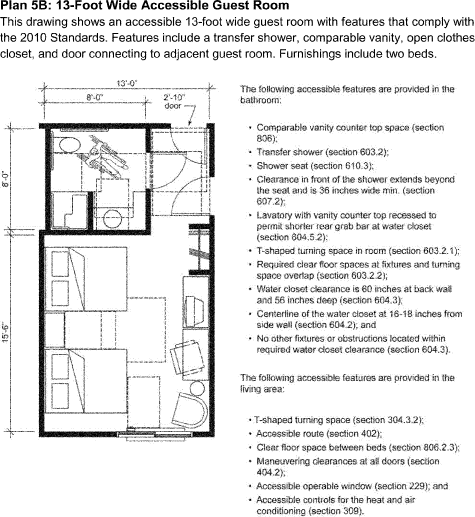 Plan 5B: 13-Foot Wide Accessible Guest Room
This drawing shows an accessible 13-foot wide guest room with features that comply with
the 2010 Standards. Features include a transfer shower, comparable vanity, open clothes
closet, and door connecting to adjacent guest room. Furnishings include two beds.
13'-0"
8'-0"
2'-10"
door
8'-0"
15'-6"
The following accessible features are provided in the
bathroom:
• Comparable vanity counter top space (section
806);
• Transfer shower (section 603.2);
• Shower seat (section 610.3);
• Clearance in front of the shower extends beyond
the seat and is 36 inches wide min. (section
607.2);
• Lavatory with vanity counter top recessed to
permit shorter rear grab bar at water closet
(section 604.5.2);
• T-shaped turning space in room (section 603.2.1);
• Required clear floor spaces at fixtures and turning
space overlap (section 603.2.2);
• Water closet clearance is 60 inches at back wall
and 56 inches deep (section 604.3);
• Centerline of the water closet at 16-18 inches from
side wall (section 604.2); and
• No other fixtures or obstructions located within
required water closet clearance (section 604.3).
The following accessible features are provided in the
living area:
• T-shaped turning space (section 304.3.2);
• Accessible route (section 402);
• Clear floor space between beds (section 806.2.3);
• Maneuvering clearances at all doors (section
404.2);
• Accessible operable window (section 229); and
• Accessible controls for the heat and air
conditioning (section 309).